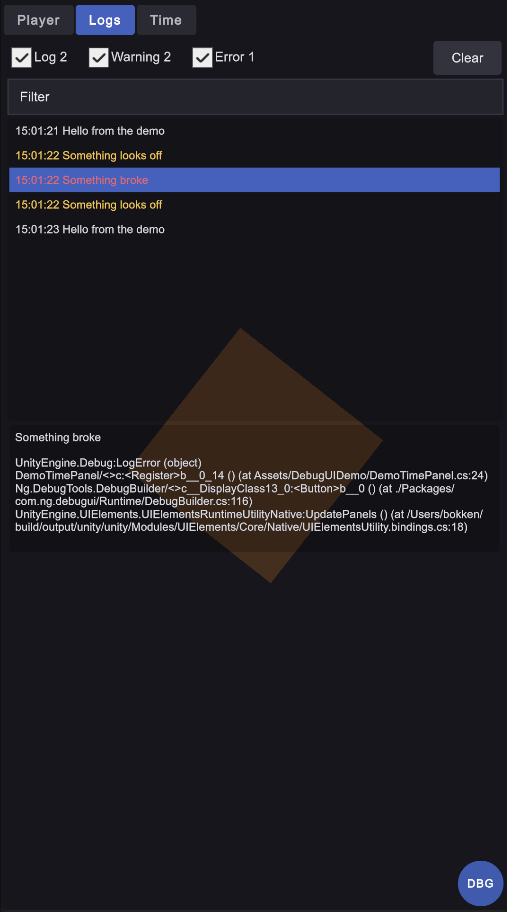 Player Logs Time
Log 2 Warning 2 Error 1 Clear
Filter
15:01:21 Hello from the demo
15:01:22 Something looks off
15:01:22 Something broke
15:01:22 Something looks off
15:01:23 Hello from the demo
Something broke
UnityEngine.Debug:LogError (object)
DemoTimePanel/<>c:<Register>b__0_14 () (at Assets/DebugUIDemo/DemoTimePanel.cs:24)
Ng.DebugTools.DebugBuilder/<>c__DisplayClass13_0:<Button>b__0 () (at ./Packages/
com.ng.debugui/Runtime/DebugBuilder.cs:116)
UnityEngine.UIElements.UIElementsRuntimeUtilityNative:UpdatePanels () (at /Users/bokken/
build/output/unity/unity/Modules/UIElements/Core/Native/UIElementsUtility.bindings.cs:18)
DBG